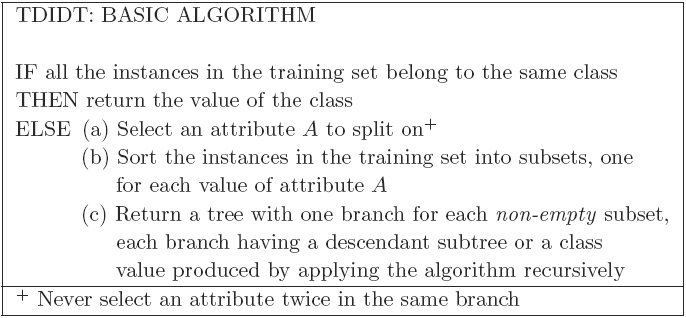 TDIDT: BASIC ALGORITHM
IF all the instances in the training set belong to the same class
THEN return the value of the class
ELSE (a) Select an attribute A to split on+
(b) Sort the instances in the training set into subsets, one
for each value of attribute A
(c) Return a tree with one branch for each non-empty subset,
each branch having a descendant subtree or a class
value produced by applying the algorithm recursively
+ Never select an attribute twice in the same branch